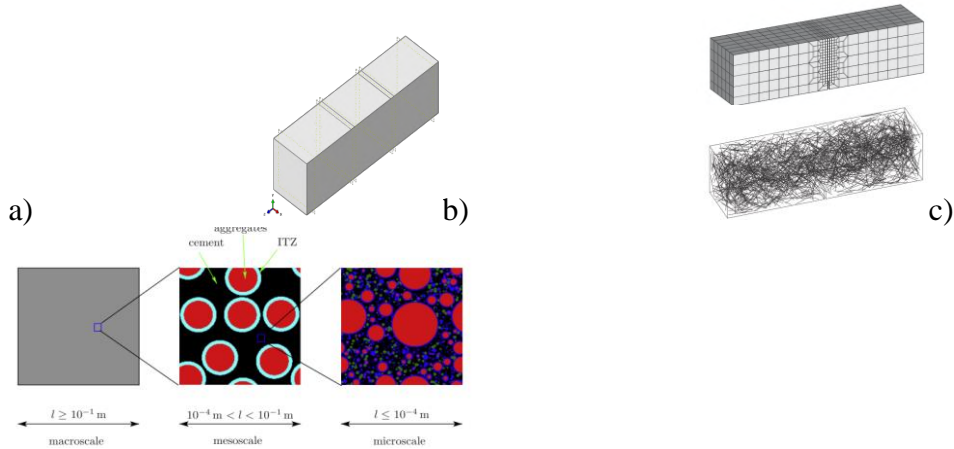 a)
b)
c)
aggregates
cement
ITZ
l ≥ 10⁻¹ m
10⁻⁴ m < l < 10⁻¹ m
l ≤ 10⁻⁴ m
macroscale
mesoscale
microscale